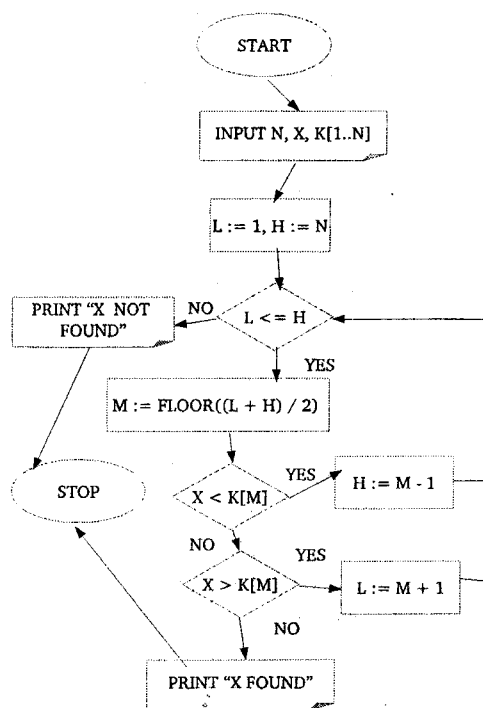 START
INPUT N, X, K[1..N]
L := 1, H := N
L <= H
NO
PRINT “X NOT
FOUND”
YES
M := FLOOR((L + H) / 2)
STOP
X < K[M]
YES
H := M - 1
NO
X > K[M]
YES
L := M + 1
NO
PRINT “X FOUND”